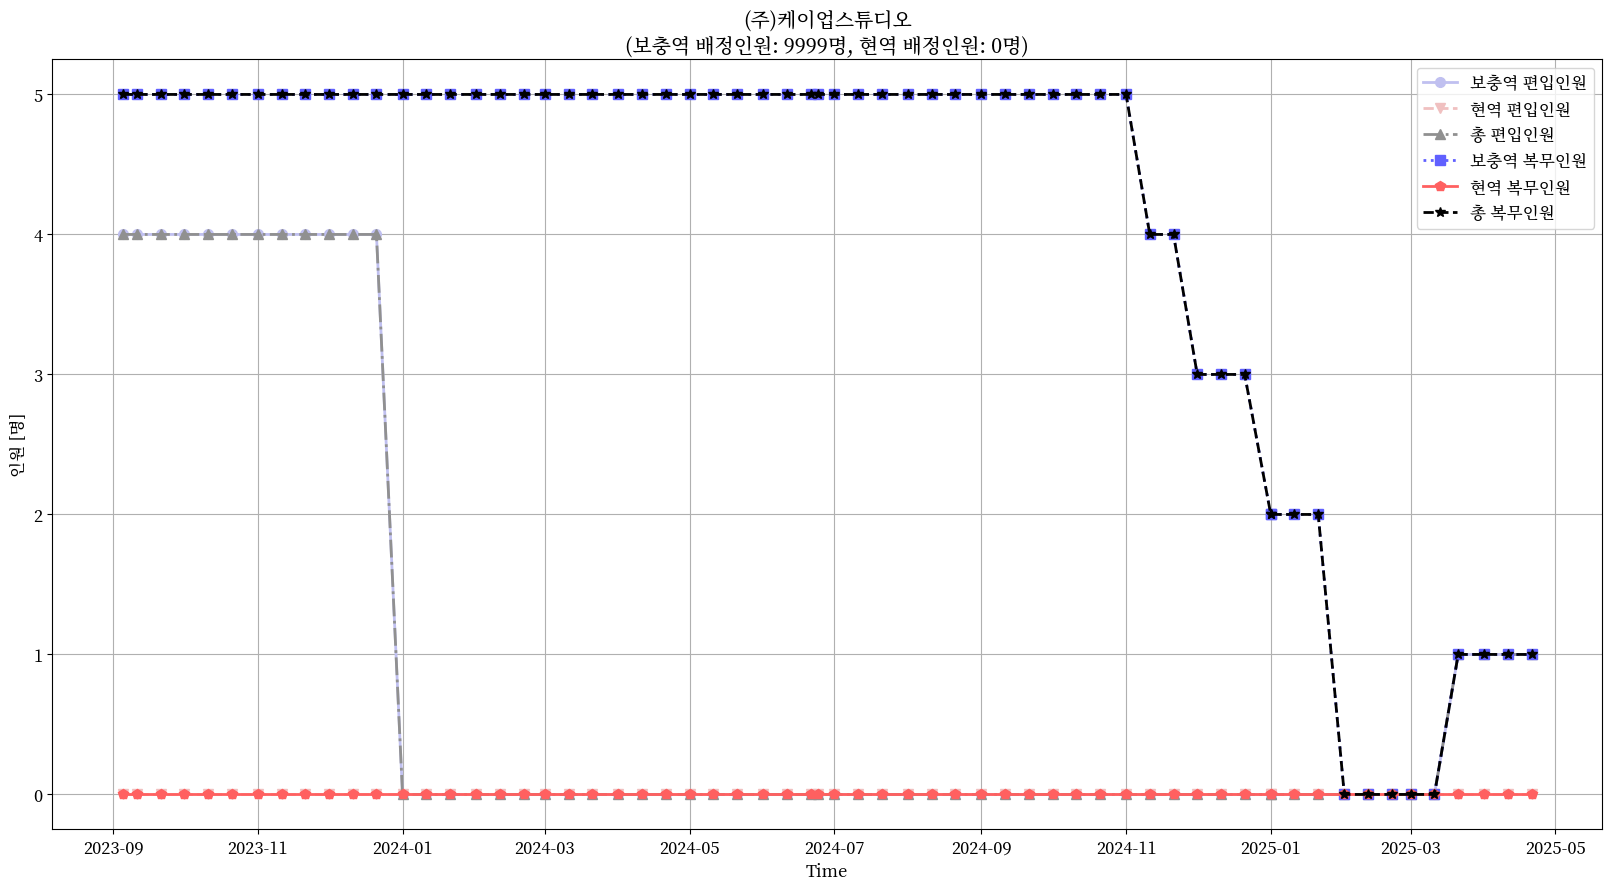 (주)케이업스튜디오
(보충역 배정인원: 9999명, 현역 배정인원: 0명)
보충역 편입인원
현역 편입인원
총 편입인원
보충역 복무인원
현역 복무인원
총 복무인원
인원 [명]
5
4
3
2
1
0
2023-09 2023-11 2024-01 2024-03 2024-05 2024-07 2024-09 2024-11 2025-01 2025-03 2025-05
Time